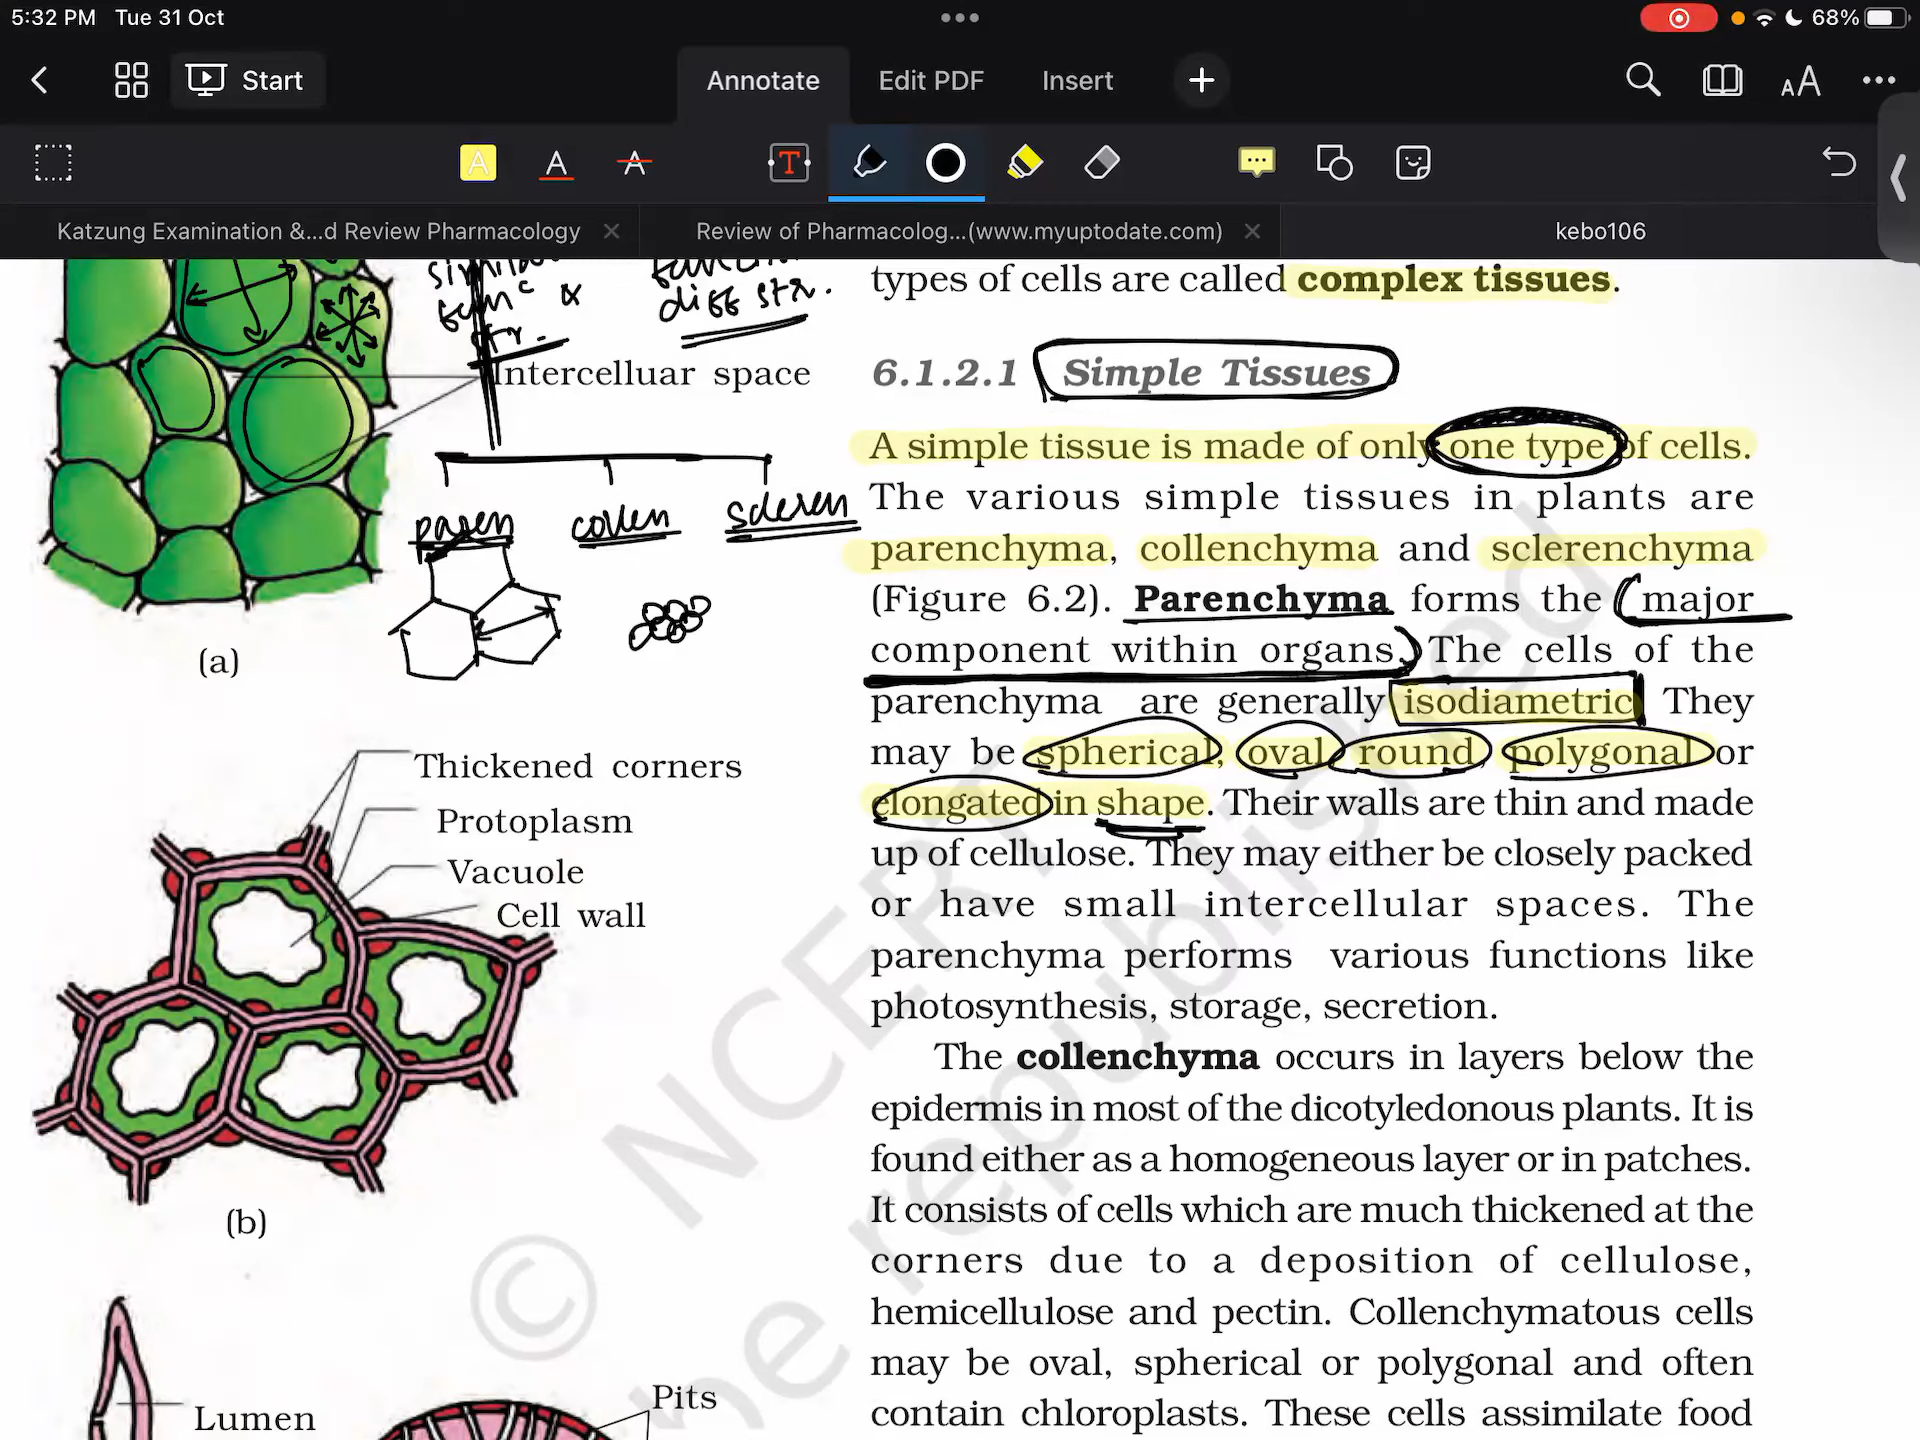 5:32 PM Tue 31 Oct
68%
Start
Annotate
Edit PDF
Insert
Katzung Examination &...d Review Pharmacology
Review of Pharmacolog...(www.myuptodate.com)
kebo106
diff str.
str.
Intercelluar space
paren
collen
scleren
(a)
Thickened corners
Protoplasm
Vacuole
Cell wall
(b)
Pits
Lumen
types of cells are called complex tissues.
6.1.2.1 Simple Tissues
A simple tissue is made of only one type of cells.
The various simple tissues in plants are
parenchyma, collenchyma and sclerenchyma
(Figure 6.2). Parenchyma forms the major
component within organs. The cells of the
parenchyma are generally isodiametric They
may be spherical, oval, round, polygonal or
elongated in shape. Their walls are thin and made
up of cellulose. They may either be closely packed
or have small intercellular spaces. The
parenchyma performs various functions like
photosynthesis, storage, secretion.
The collenchyma occurs in layers below the
epidermis in most of the dicotyledonous plants. It is
found either as a homogeneous layer or in patches.
It consists of cells which are much thickened at the
corners due to a deposition of cellulose,
hemicellulose and pectin. Collenchymatous cells
may be oval, spherical or polygonal and often
contain chloroplasts. These cells assimilate food
© NCERT
republished